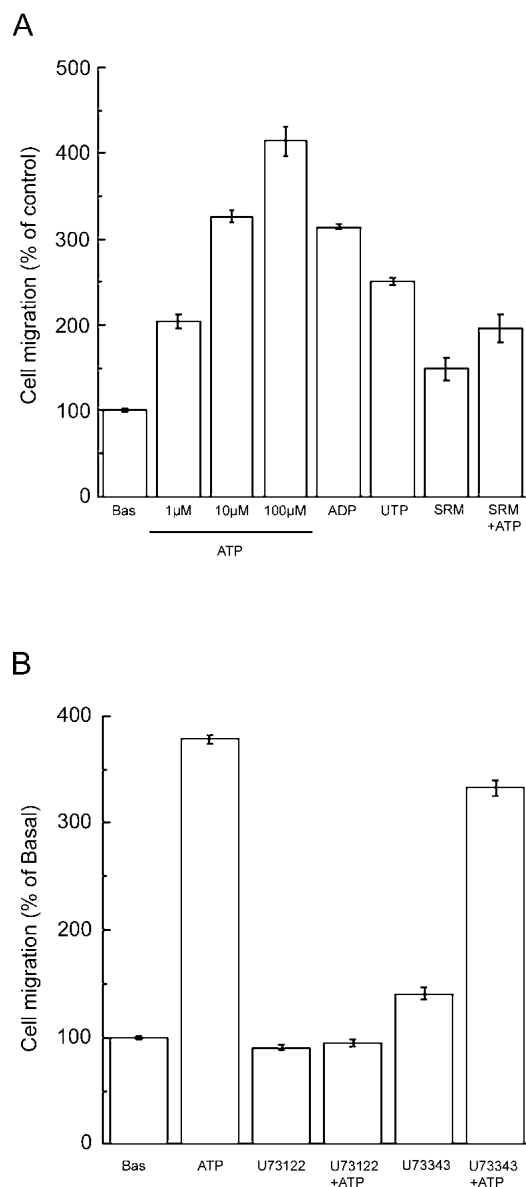 A
Cell migration (% of control)
500
400
300
200
100
0
Bas 1µM 10µM 100µM ADP UTP SRM SRM
+ATP
ATP
B
Cell migration (% of Basal)
400
300
200
100
0
Bas ATP U73122 U73122 U73343 U73343
+ATP +ATP